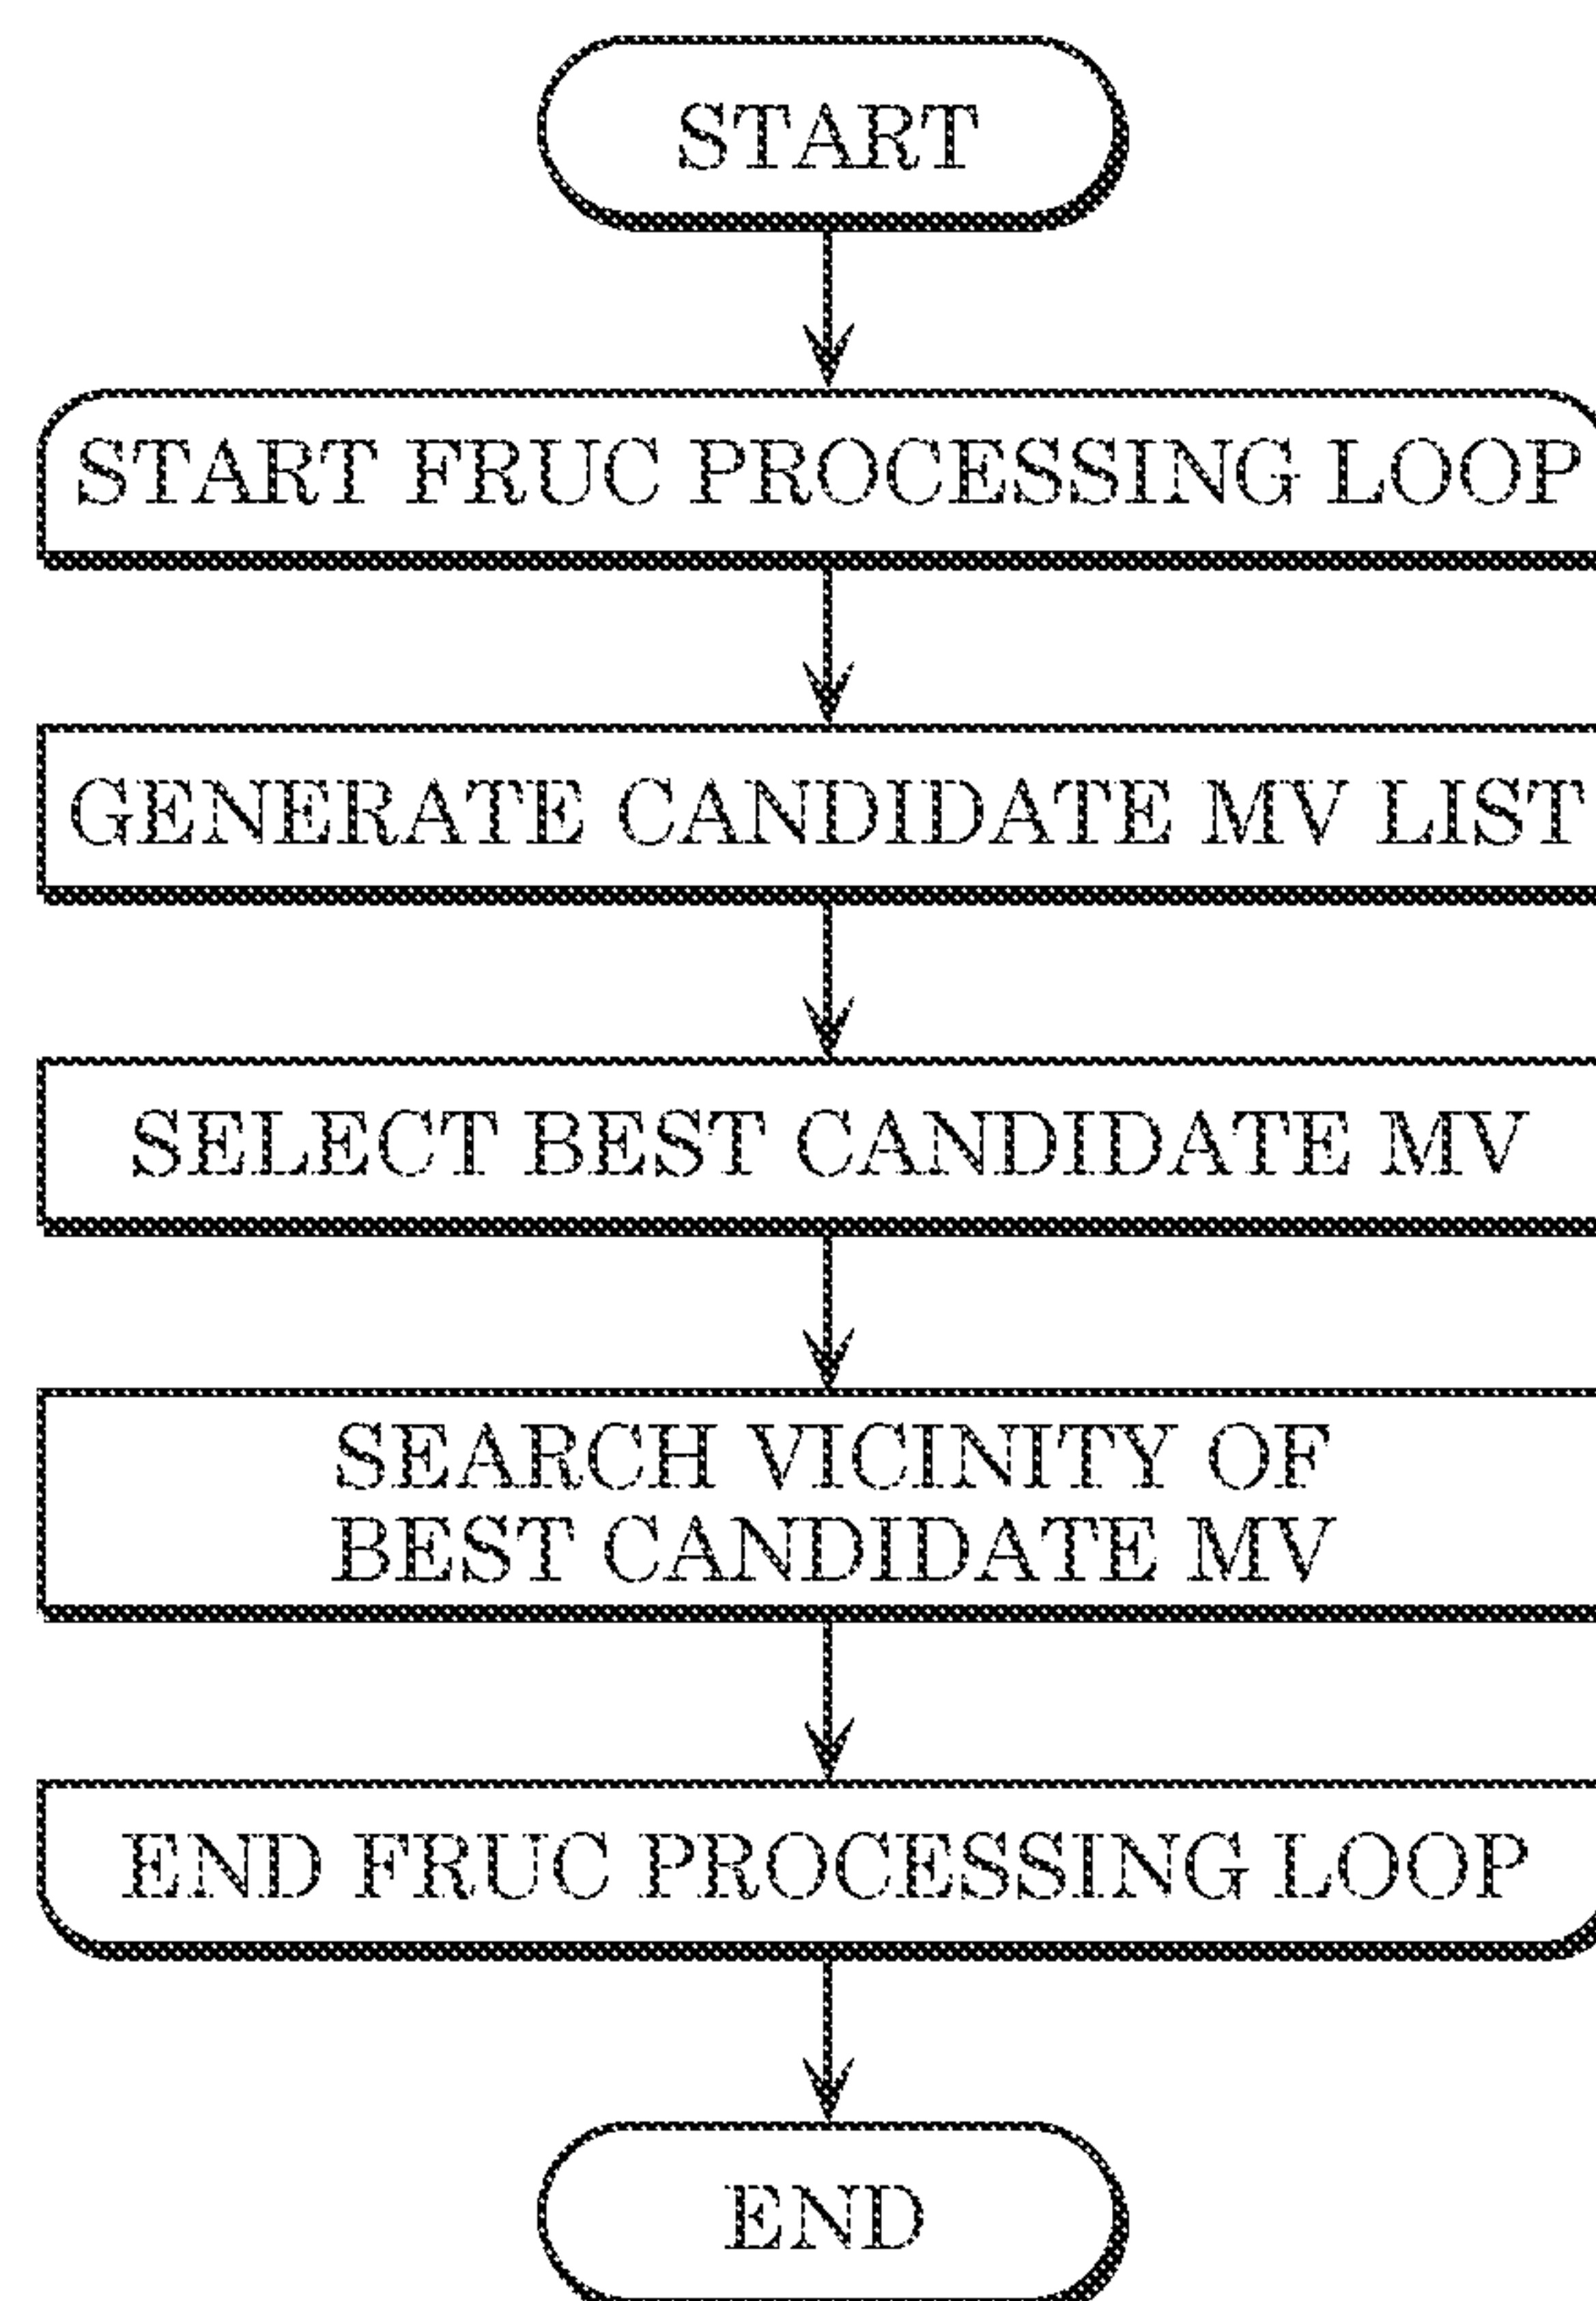 START
START FRUC PROCESSING LOOP
GENERATE CANDIDATE MV LIST
SELECT BEST CANDIDATE MV
SEARCH VICINITY OF
BEST CANDIDATE MV
END FRUC PROCESSING LOOP
END